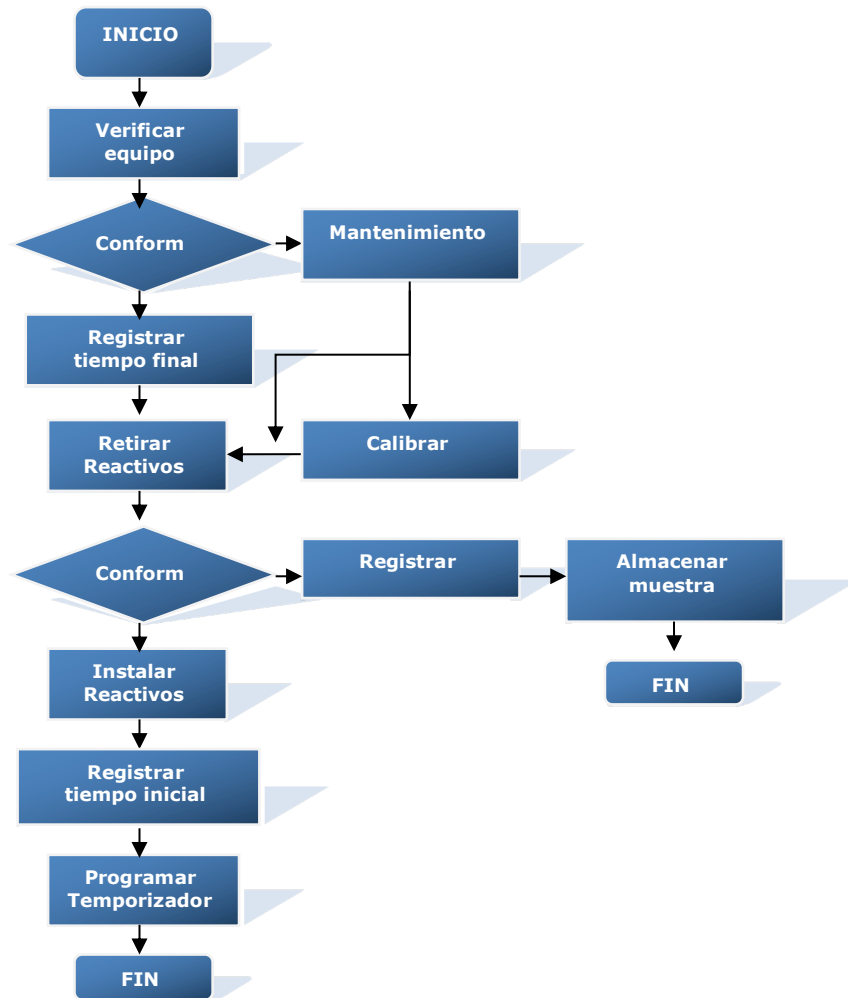 INICIO
Verificar
equipo
Conform
Mantenimiento
Registrar
tiempo final
Retirar
Reactivos
Calibrar
Conform
Registrar
Almacenar
muestra
Instalar
Reactivos
FIN
Registrar
tiempo inicial
Programar
Temporizador
FIN